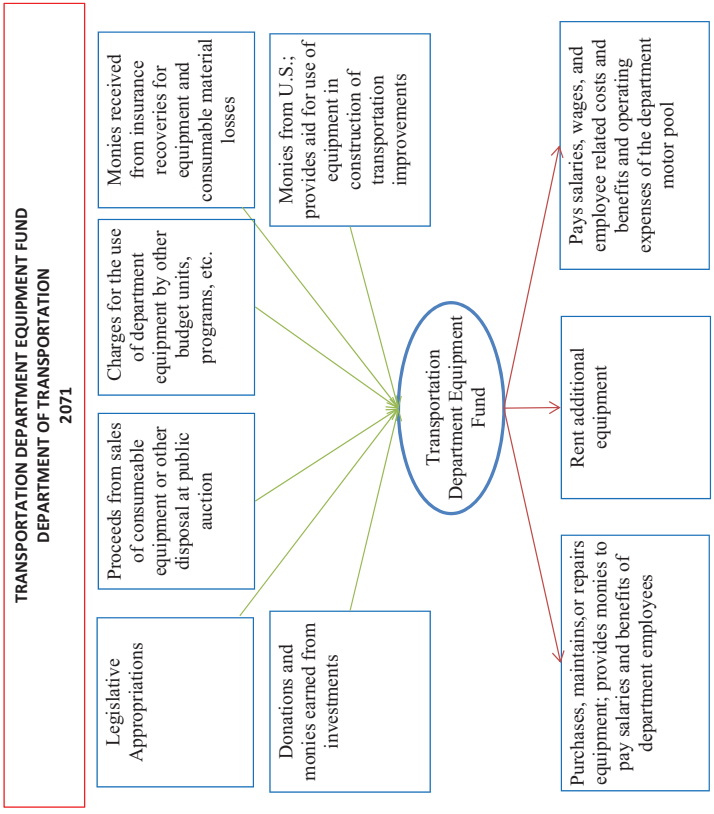 TRANSPORTATION DEPARTMENT EQUIPMENT FUND
DEPARTMENT OF TRANSPORTATION
2071
Legislative
Appropriations
Proceeds from sales
of consumeable
equipment or other
disposal at public
auction
Charges for the use
of department
equipment by other
budget units,
programs, etc.
Monies received
from insurance
recoveries for
equipment and
consumable material
losses
Donations and
monies earned from
investments
Monies from U.S.;
provides aid for use of
equipment in
construction of
transportation
improvements
Transportation
Department Equipment
Fund
Purchases, maintains,or repairs
equipment; provides monies to
pay salaries and benefits of
department employees
Rent additional
equipment
Pays salaries, wages, and
employee related costs and
benefits and operating
expenses of the department
motor pool